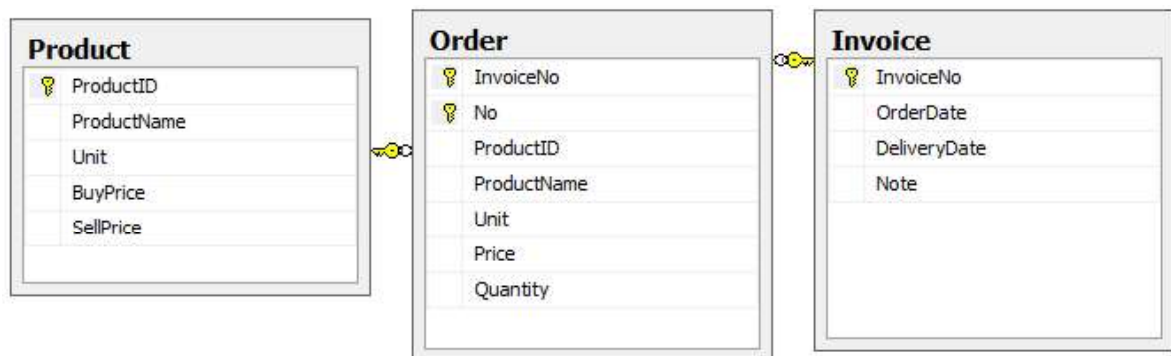 Product
ProductID
ProductName
Unit
BuyPrice
SellPrice
Order
InvoiceNo
No
ProductID
ProductName
Unit
Price
Quantity
Invoice
InvoiceNo
OrderDate
DeliveryDate
Note